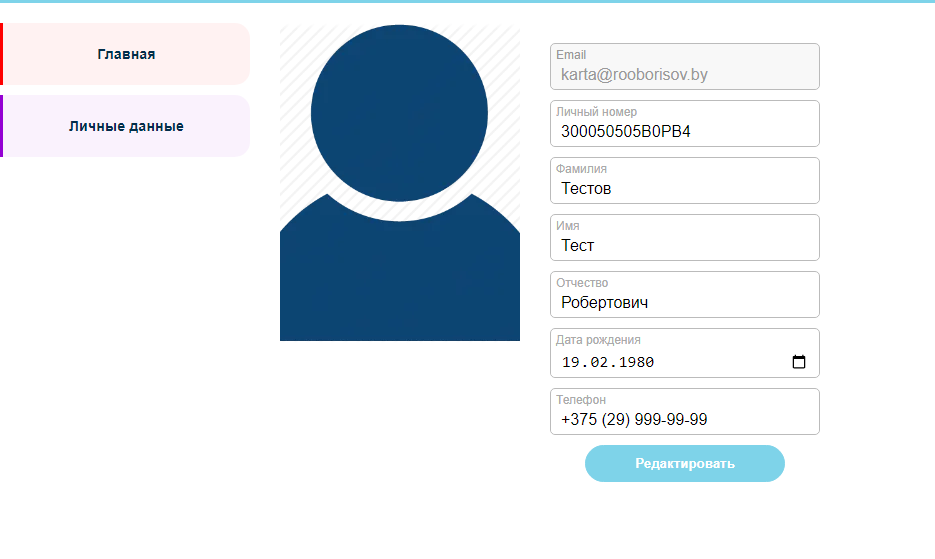 Главная
Личные данные
Email
karta@rooborisov.by
Личный номер
300050505B0PB4
Фамилия
Тестов
Имя
Тест
Отчество
Робертович
Дата рождения
19.02.1980
Телефон
+375 (29) 999-99-99
Редактировать